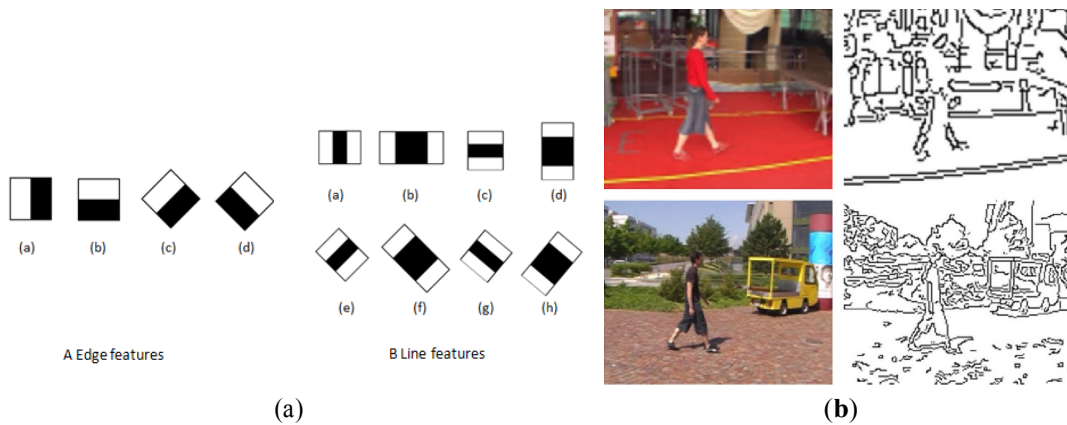 (a) (b) (c) (d)
(a) (b) (c) (d)
(e) (f) (g) (h)
A Edge features
B Line features
E
(a)
(b)